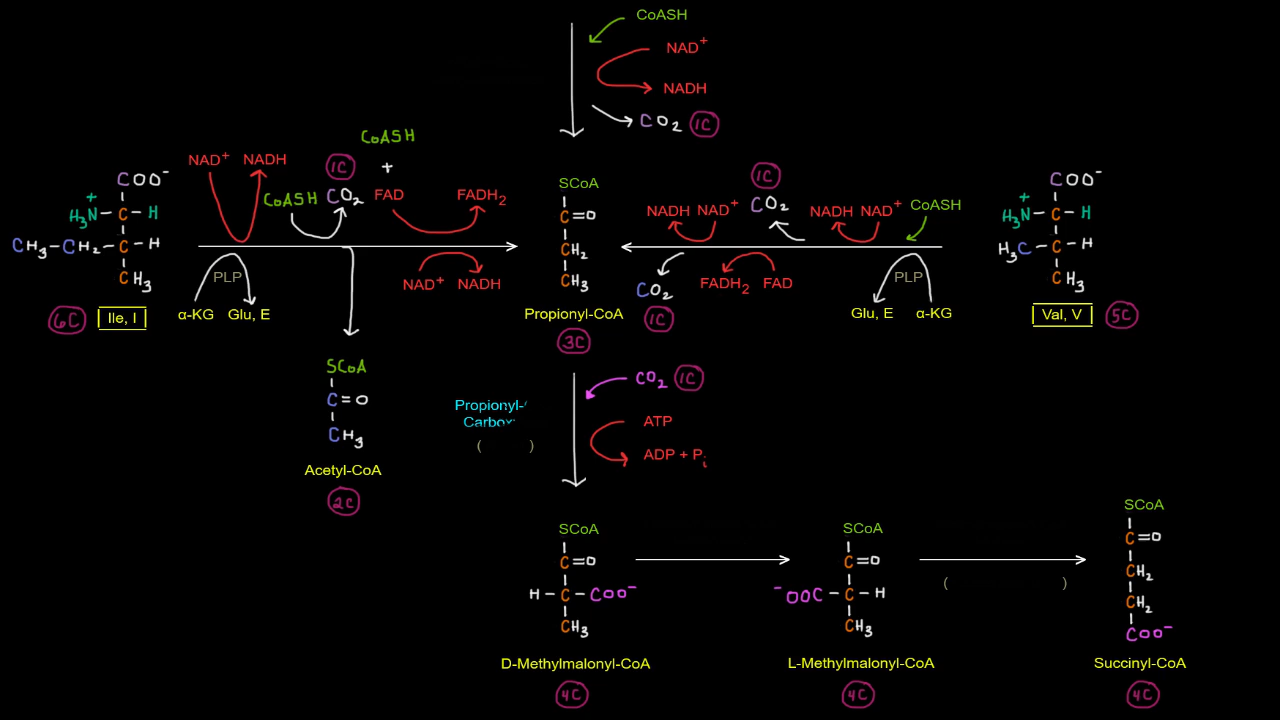 CoASH
NAD+
NADH
CO2 1C
CoASH
+
NAD+ NADH
1C
CoASH CO2 FAD FADH2
COO-
H3N+ – C – H
CH3 – CH2 – C – H
CH3
PLP
α-KG Glu, E
6C Ile, I
NAD+ NADH
SCoA
C=O
CH2
CH3
Propionyl-CoA
3C
1C
CO2
NADH NAD+
NADH NAD+ CoASH
CO2
1C
FADH2 FAD
PLP
Glu, E α-KG
COO-
H3N+ – C – H
H3C – C – H
CH3
Val, V 5C
SCoA
C=O
CH3
Acetyl-CoA
2C
Propionyl-
CO2 1C
ATP
ADP + Pi
( )
SCoA
C=O
H – C – COO-
CH3
D-Methylmalonyl-CoA
4C
SCoA
C=O
-OOC – C – H
CH3
L-Methylmalonyl-CoA
4C
( )
SCoA
C=O
CH2
CH2
COO-
Succinyl-CoA
4C